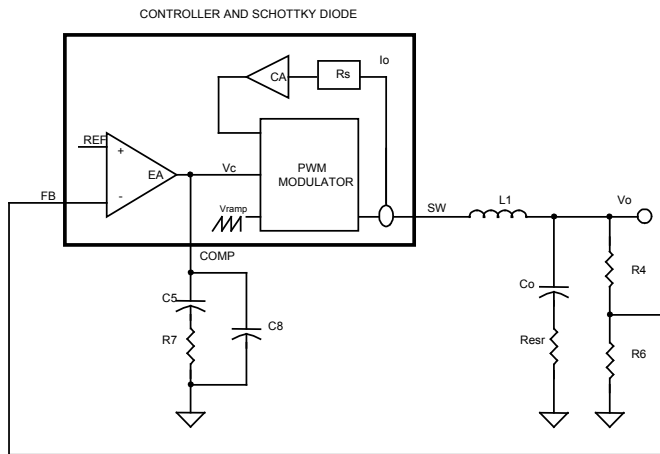 CONTROLLER AND SCHOTTKY DIODE
Io
CA
Rs
REF
+
EA
-
FB
Vc
PWM
MODULATOR
Vramp
SW
L1
Vo
COMP
C5
R7
C8
Co
Resr
R4
R6